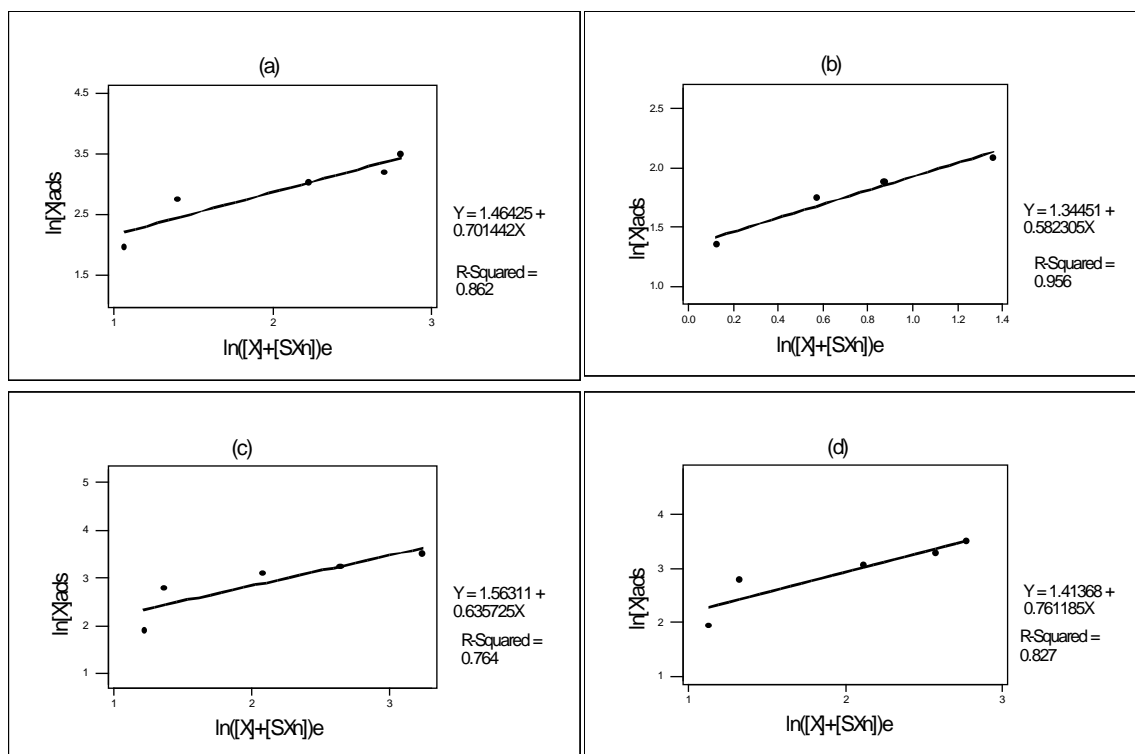 (a)
4.5
3.5
2.5
1.5
ln[X]ads
1
2
3
ln([X]+[SXn])e
Y = 1.46425 +
0.701442X
R-Squared =
0.862
(b)
2.5
2.0
1.5
1.0
ln[X]ads
0.0
0.2
0.4
0.6
0.8
1.0
1.2
1.4
ln([X]+[SXn])e
Y = 1.34451 +
0.582305X
R-Squared =
0.956
(c)
5
4
3
2
1
ln[X]ads
1
2
3
ln([X]+[SXn])e
Y = 1.56311 +
0.635725X
R-Squared =
0.764
(d)
4
3
2
1
ln[X]ads
1
2
3
ln([X]+[SXn])e
Y = 1.41368 +
0.761185X
R-Squared =
0.827